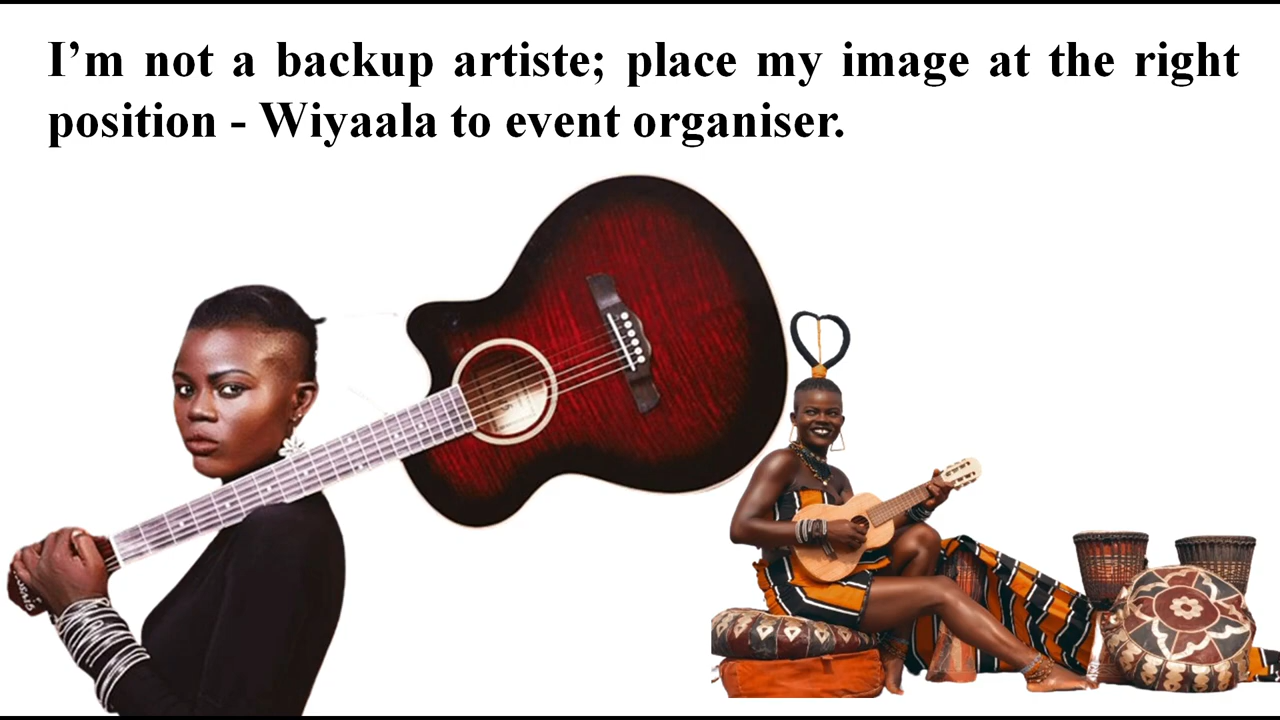 I’m not a backup artiste; place my image at the right
position - Wiyaala to event organiser.